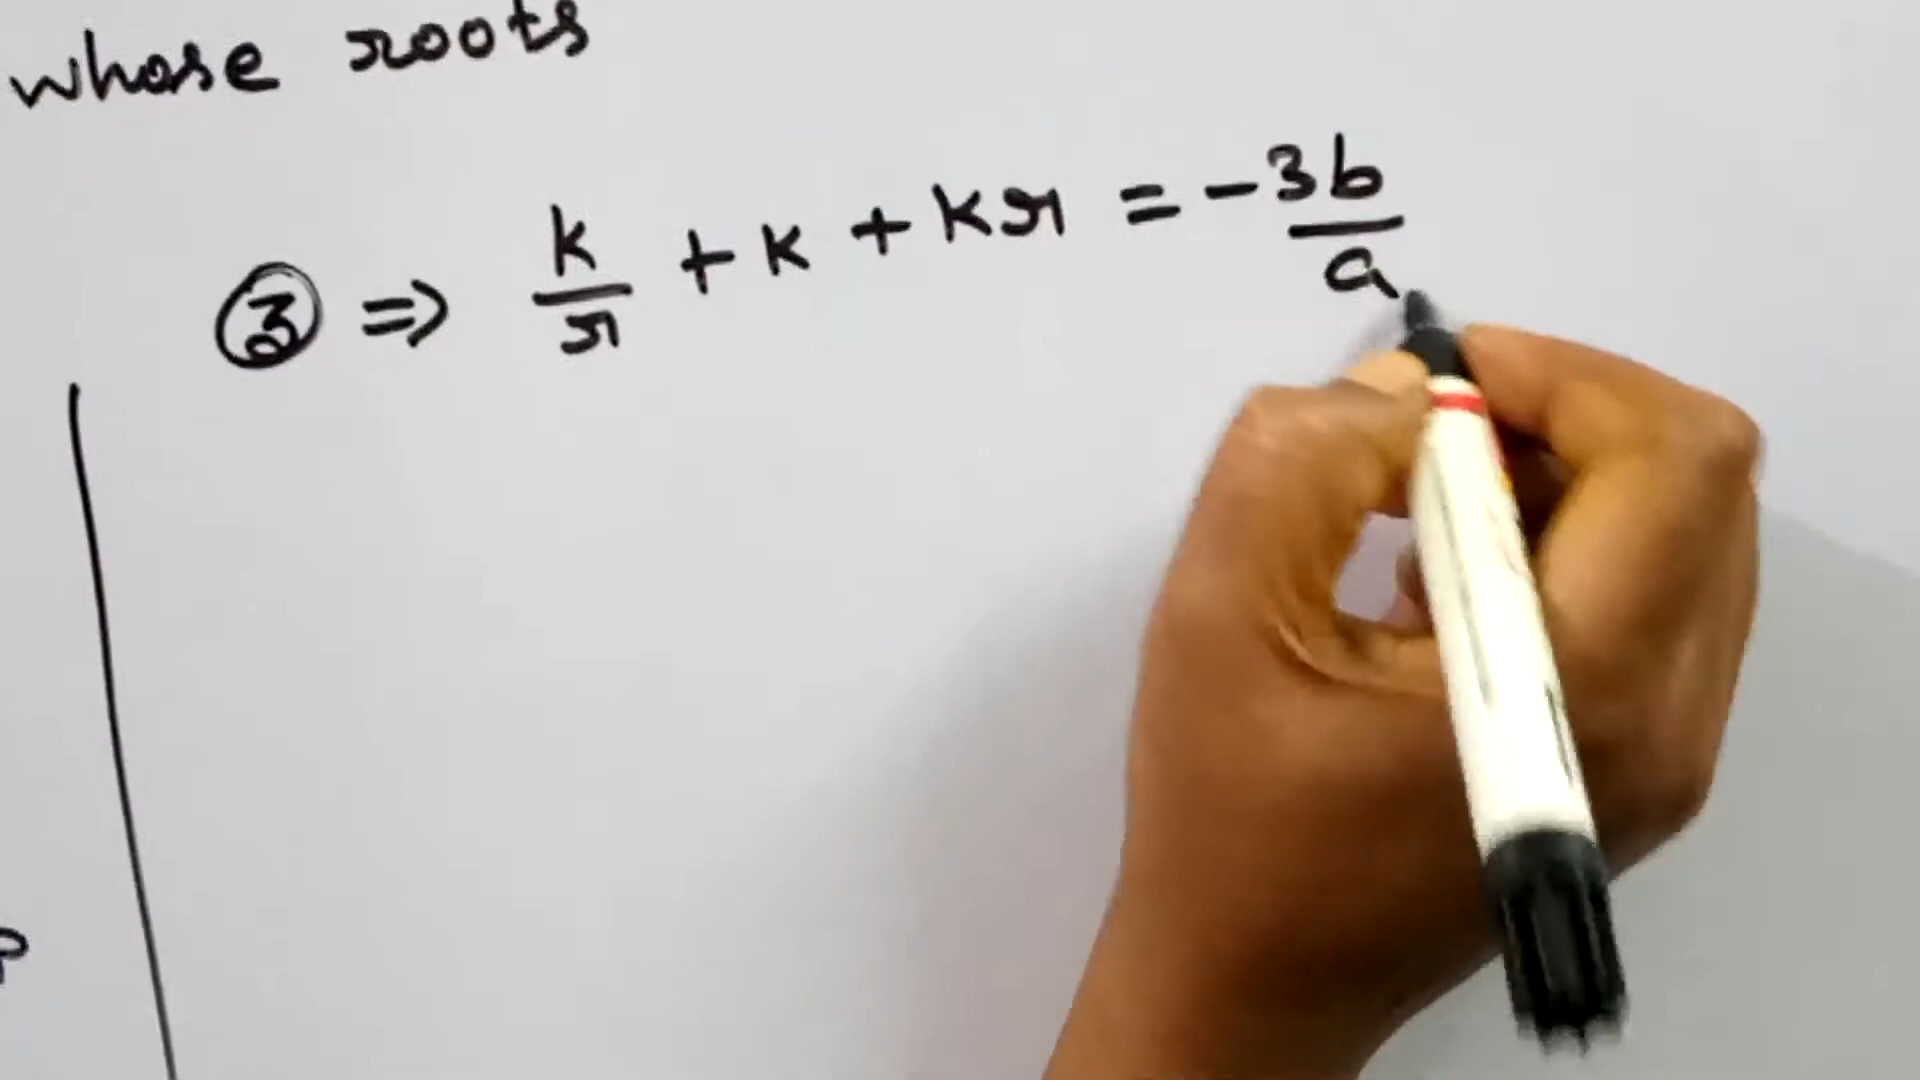 whose roots
③ ⇒ k/r + k + kr = -3b/a